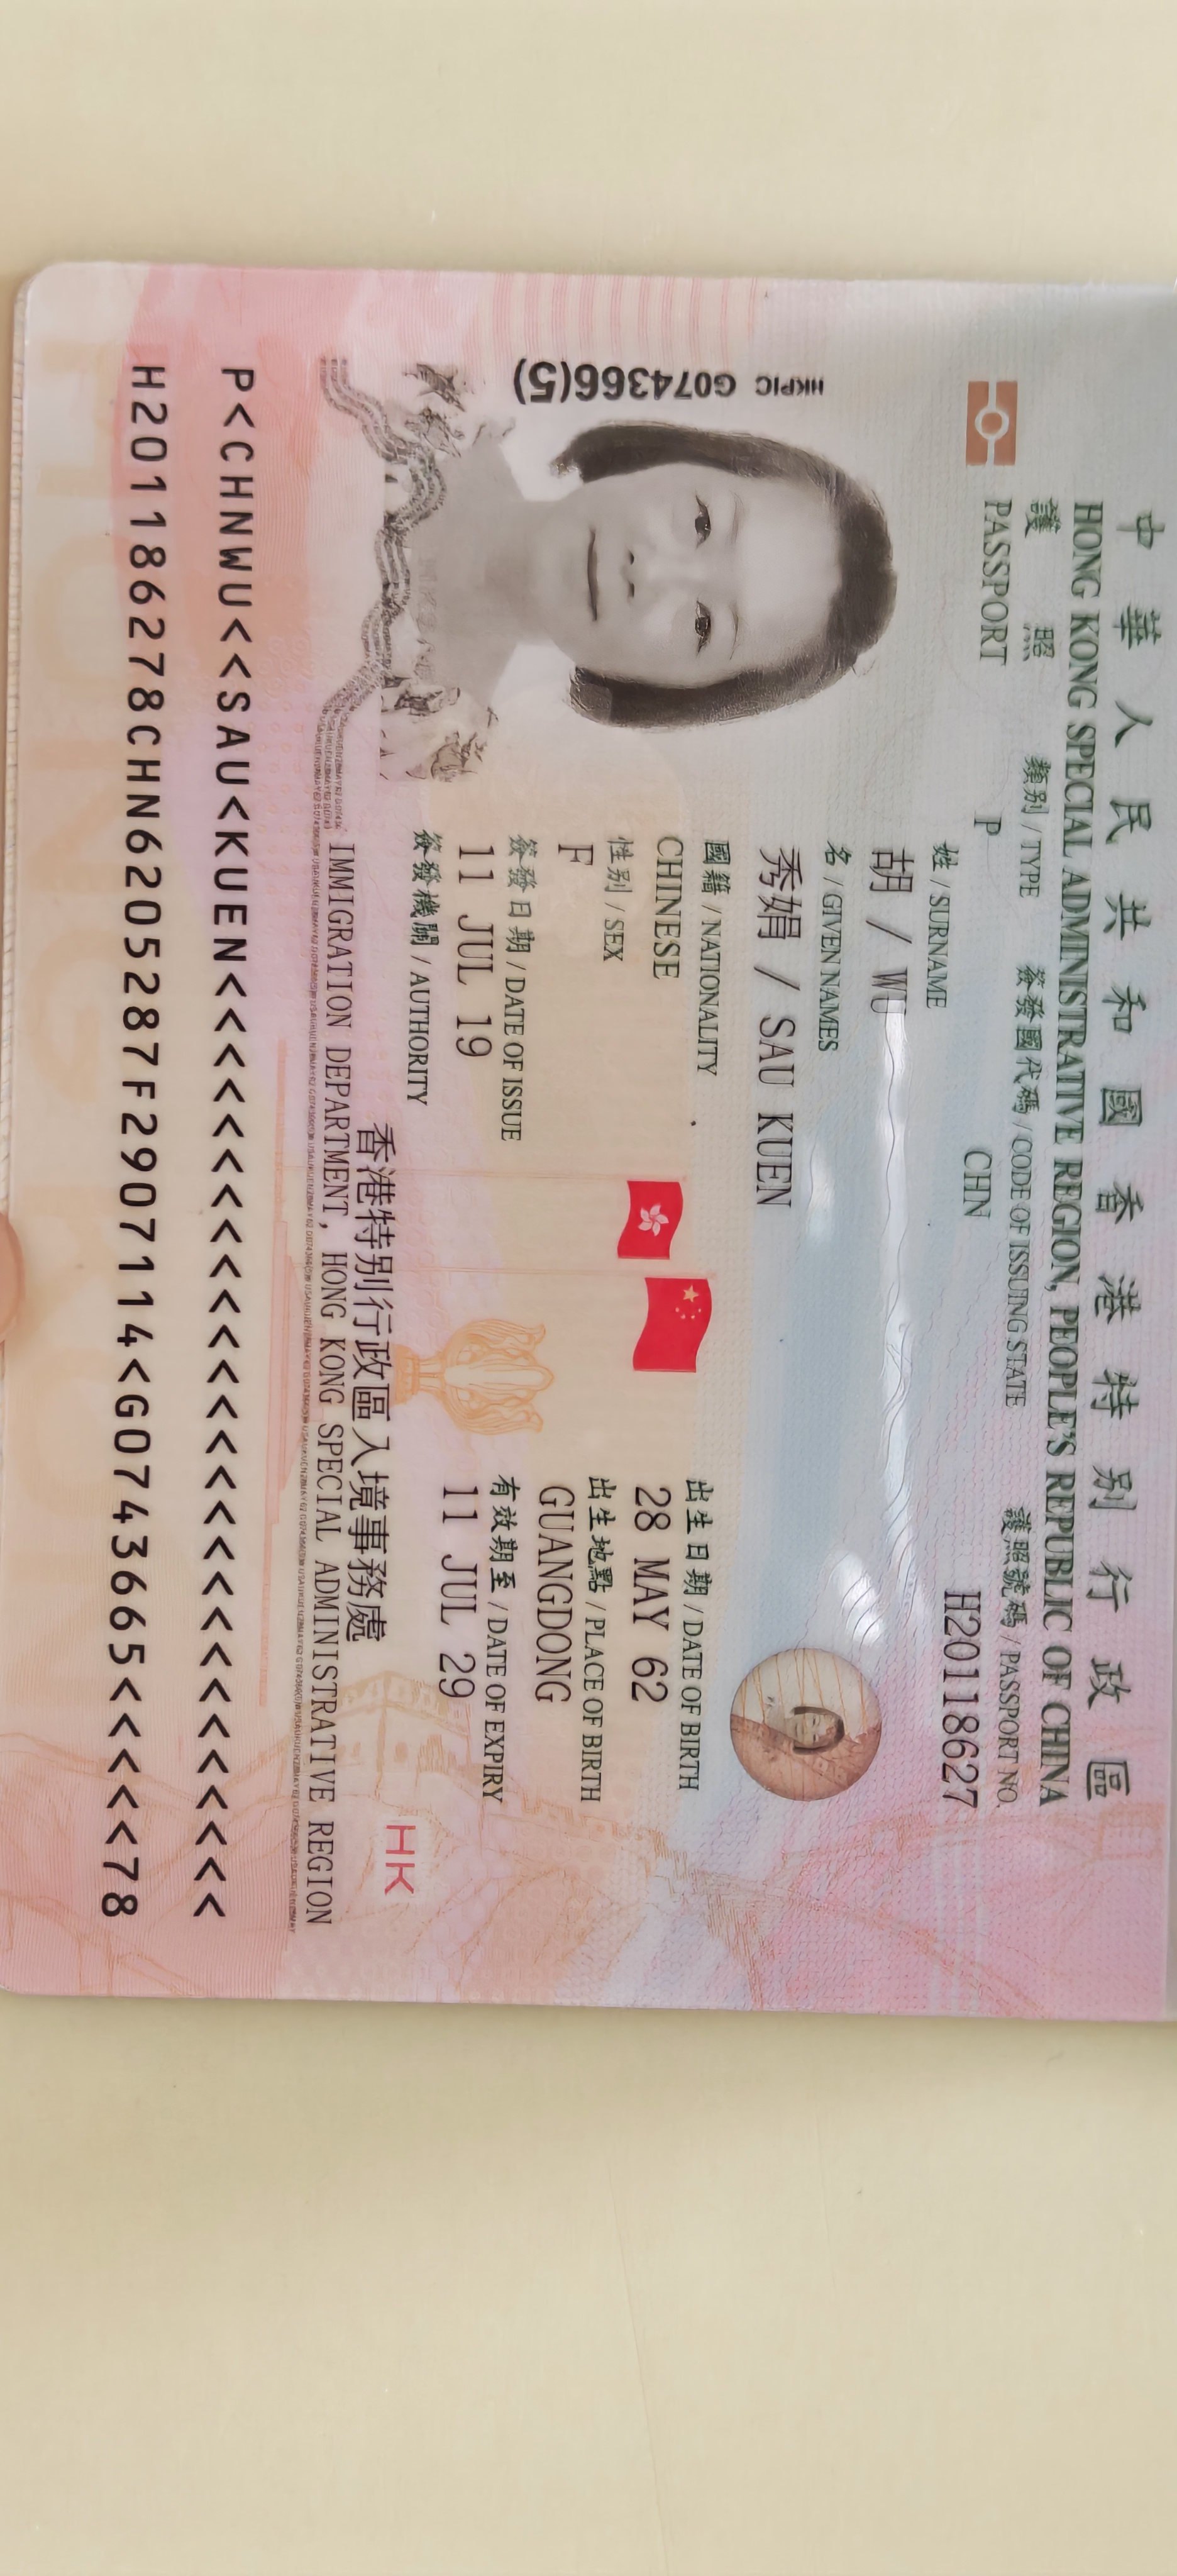 中華人民共和國香港特別行政區
HONG KONG SPECIAL ADMINISTRATIVE REGION, PEOPLE'S REPUBLIC OF CHINA
護照 類別 / TYPE 簽發國代碼 / CODE OF ISSUING STATE 護照號碼 / PASSPORT NO.
PASSPORT P CHN H20118627
姓 / SURNAME
胡 / WU
名 / GIVEN NAMES
秀娟 / SAU KUEN
國籍 / NATIONALITY 出生日期 / DATE OF BIRTH
CHINESE 28 MAY 62
性別 / SEX 出生地點 / PLACE OF BIRTH
F GUANGDONG
簽發日期 / DATE OF ISSUE 有效期至 / DATE OF EXPIRY
11 JUL 19 11 JUL 29
簽發機關 / AUTHORITY
香港特別行政區入境事務處
HK
IMMIGRATION DEPARTMENT, HONG KONG SPECIAL ADMINISTRATIVE REGION
HKPIC G074366(5)
P<CHNWU<<SAU<KUEN<<<<<<<<<<<<<<<<<<<<<<<<<<<
H201186278CHN6205287F2907114<G0743665<<<<<78